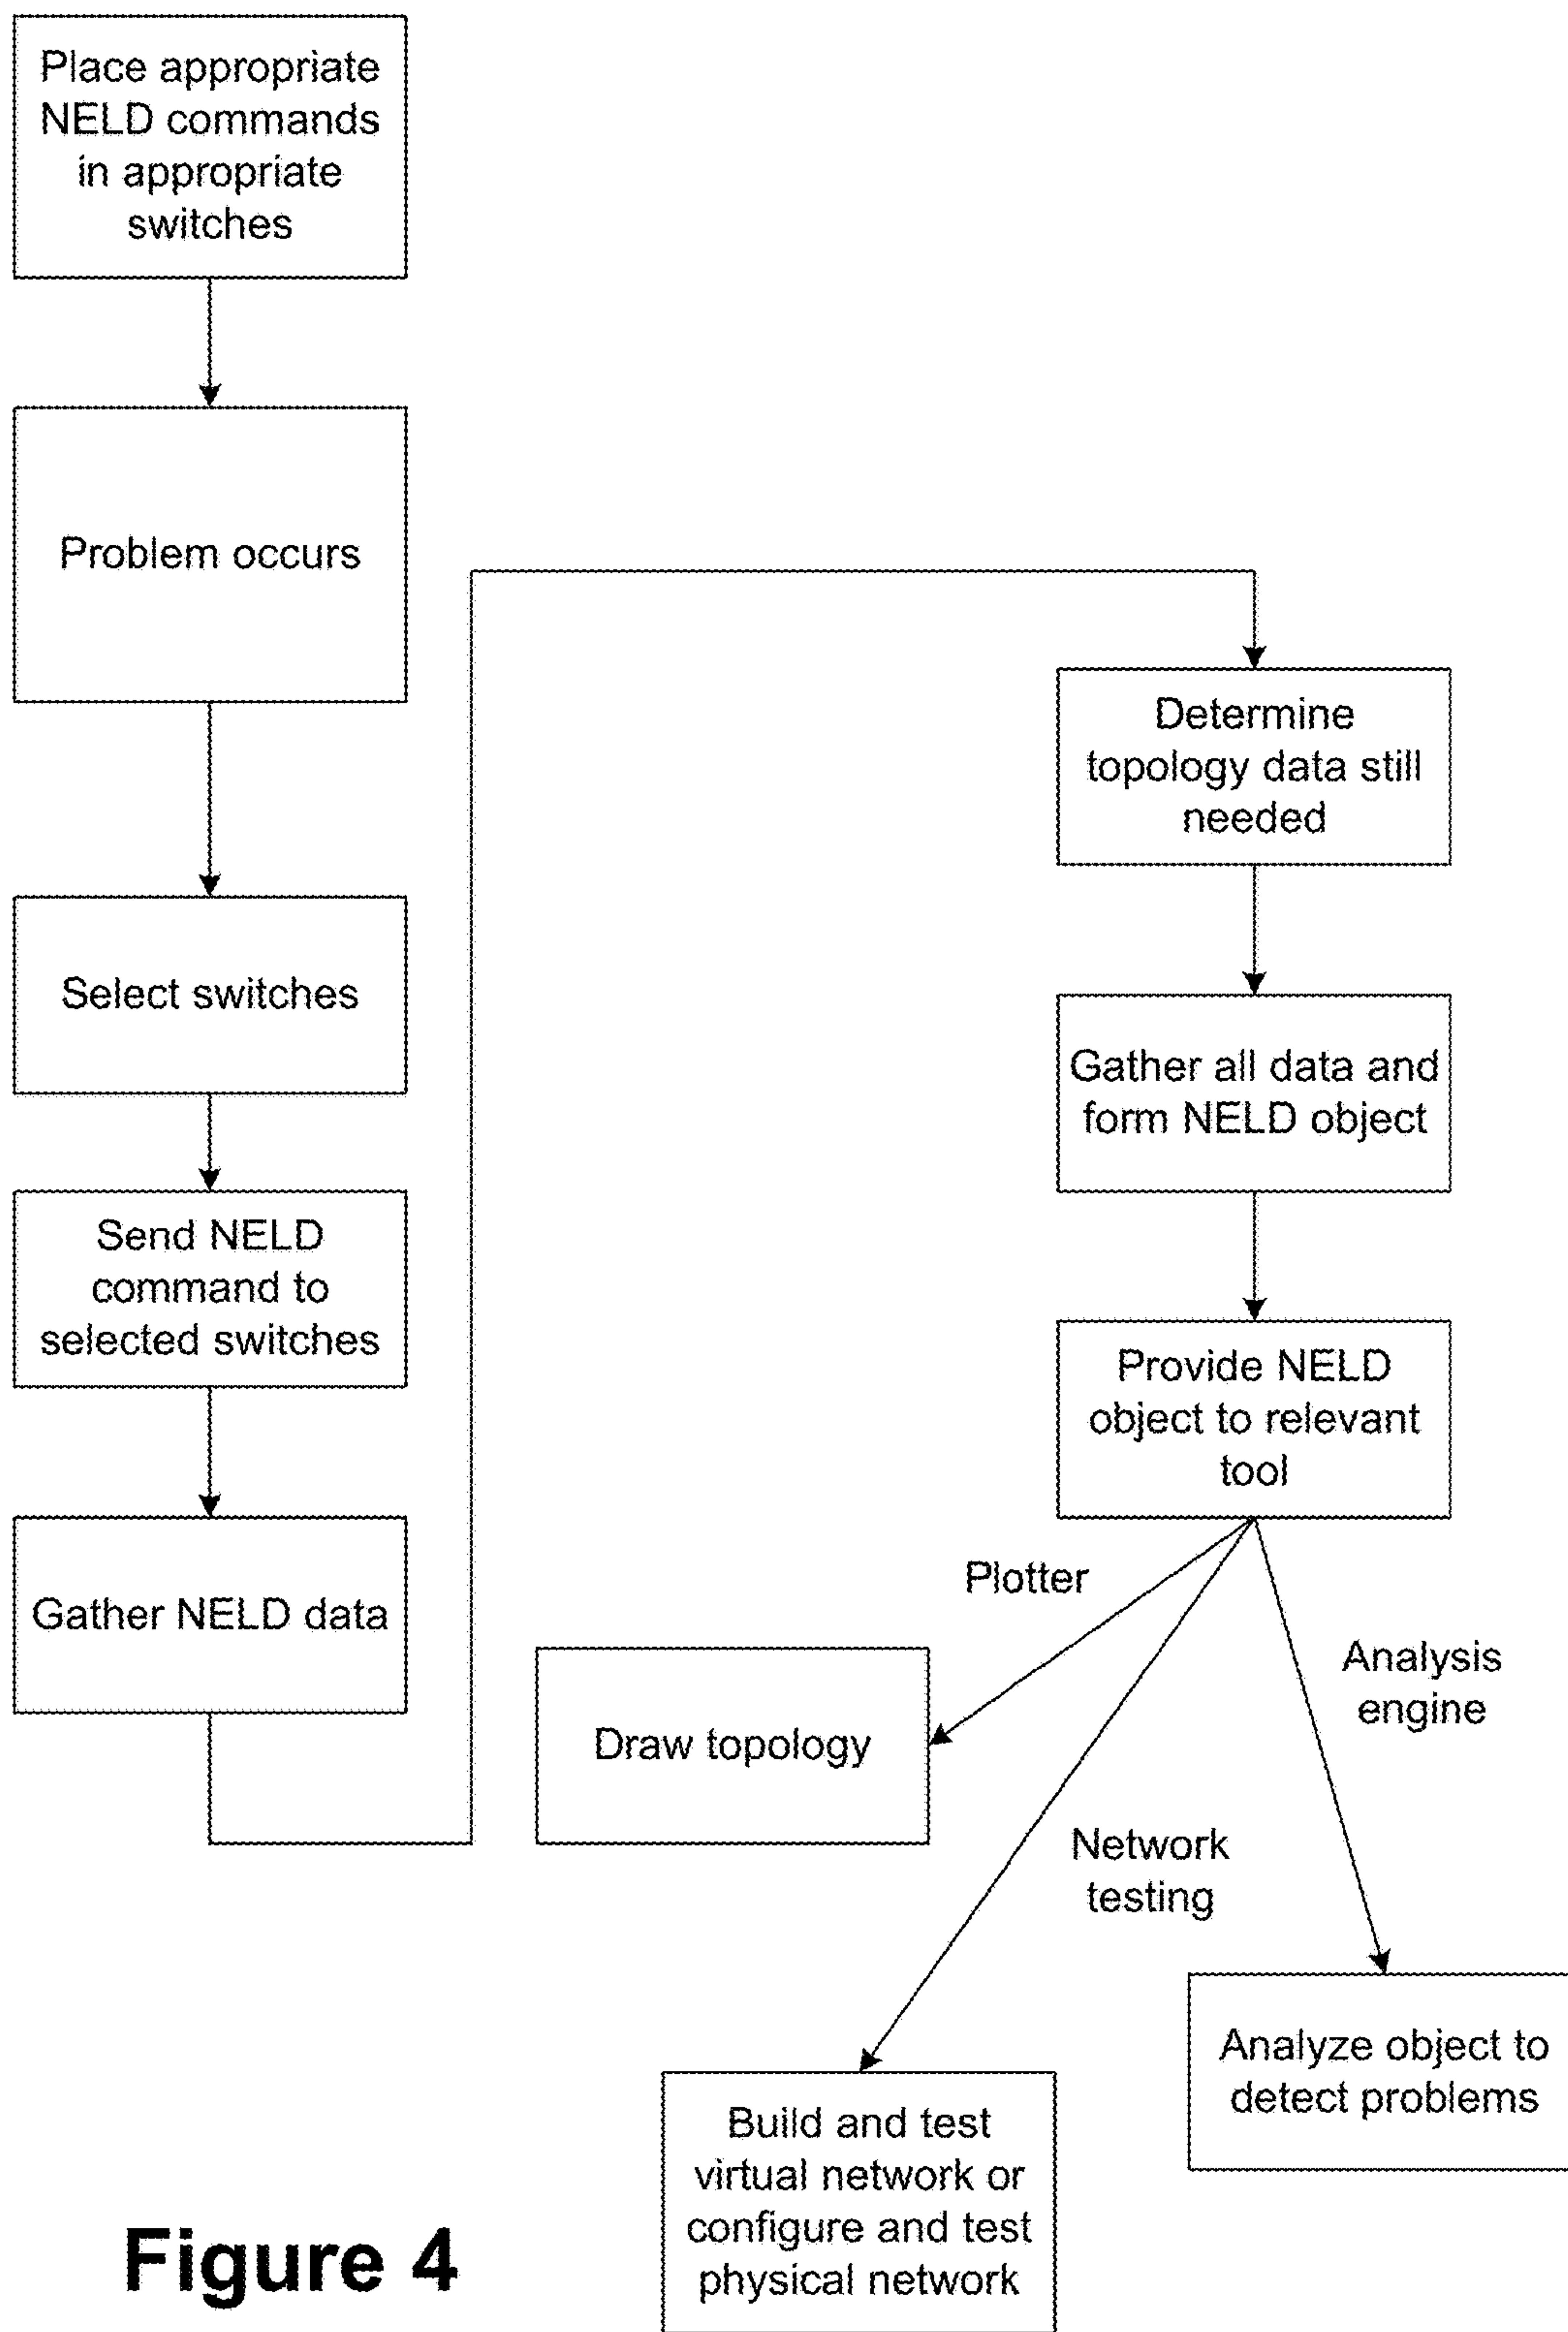 Place appropriate
NELD commands
in appropriate
switches
Problem occurs
Select switches
Send NELD
command to
selected switches
Gather NELD data
Determine
topology data still
needed
Gather all data and
form NELD object
Provide NELD
object to relevant
tool
Plotter
Analysis
engine
Draw topology
Network
testing
Analyze object to
detect problems
Build and test
virtual network or
configure and test
physical network
Figure 4